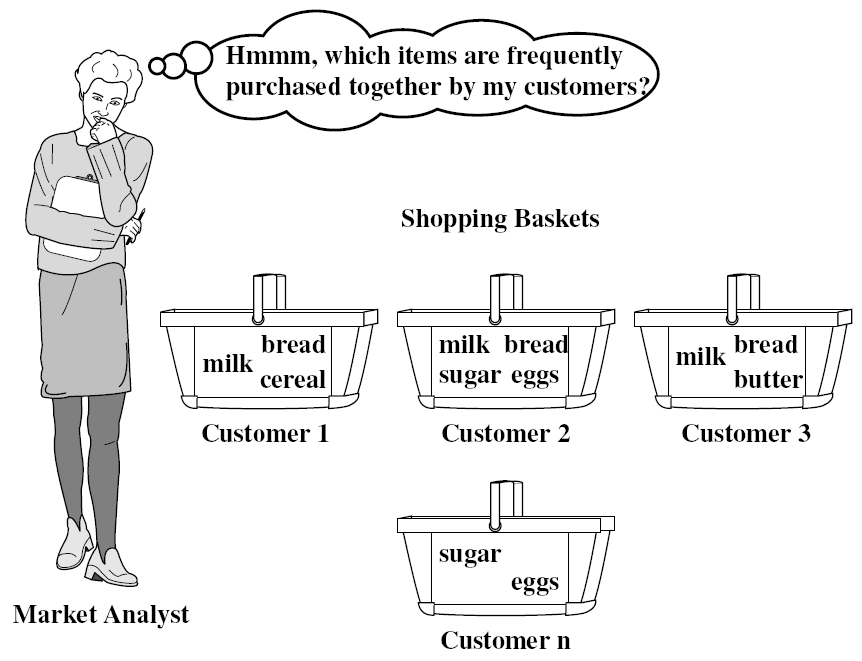 Hmmm, which items are frequently
purchased together by my customers?
Shopping Baskets
milk bread
cereal
Customer 1
milk bread
sugar eggs
Customer 2
milk bread
butter
Customer 3
sugar
eggs
Customer n
Market Analyst